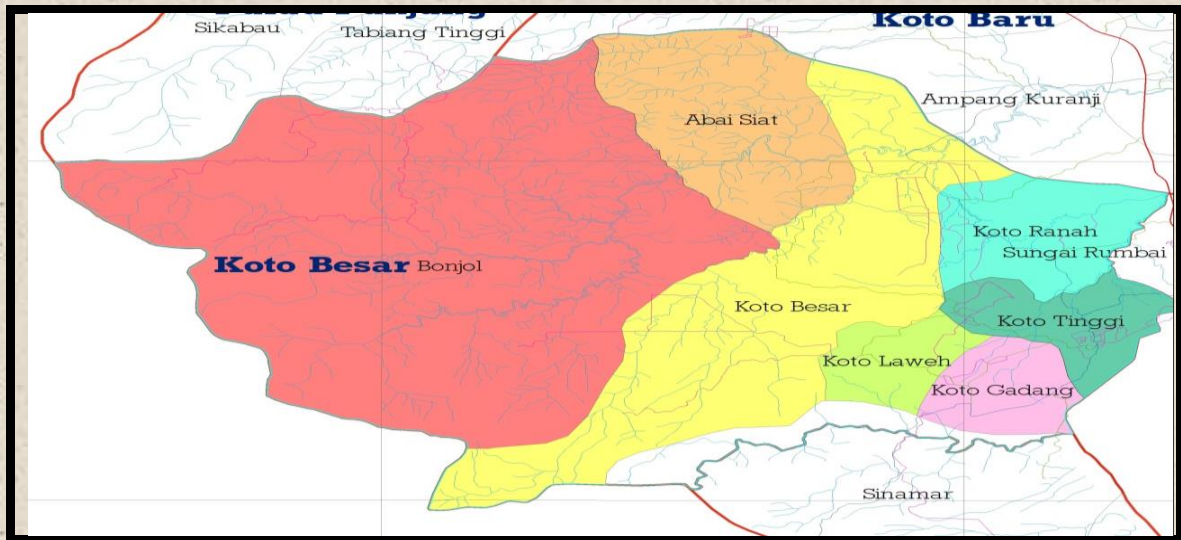 Koto Baru
Sikabau
Tabiang Tinggi
Ampang Kuranji
Abai Siat
Koto Ranah
Sungai Rumbai
Koto Besar
Bonjol
Koto Besar
Koto Tinggi
Koto Laweh
Koto Gadang
Sinamar